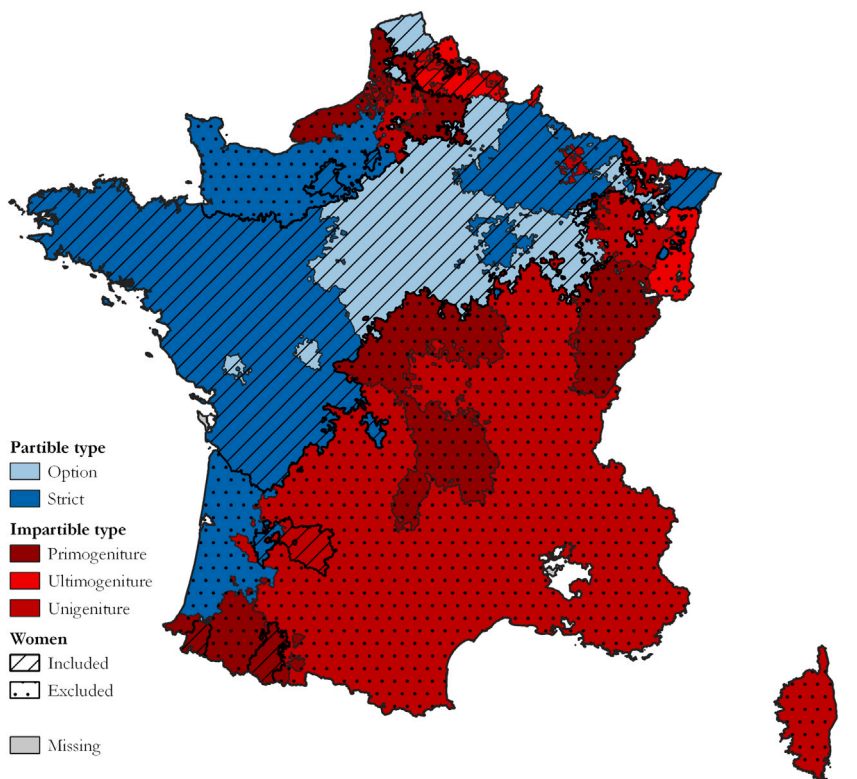 Partible type
Option
Strict
Impartible type
Primogeniture
Ultimogeniture
Unigeniture
Women
Included
Excluded
Missing